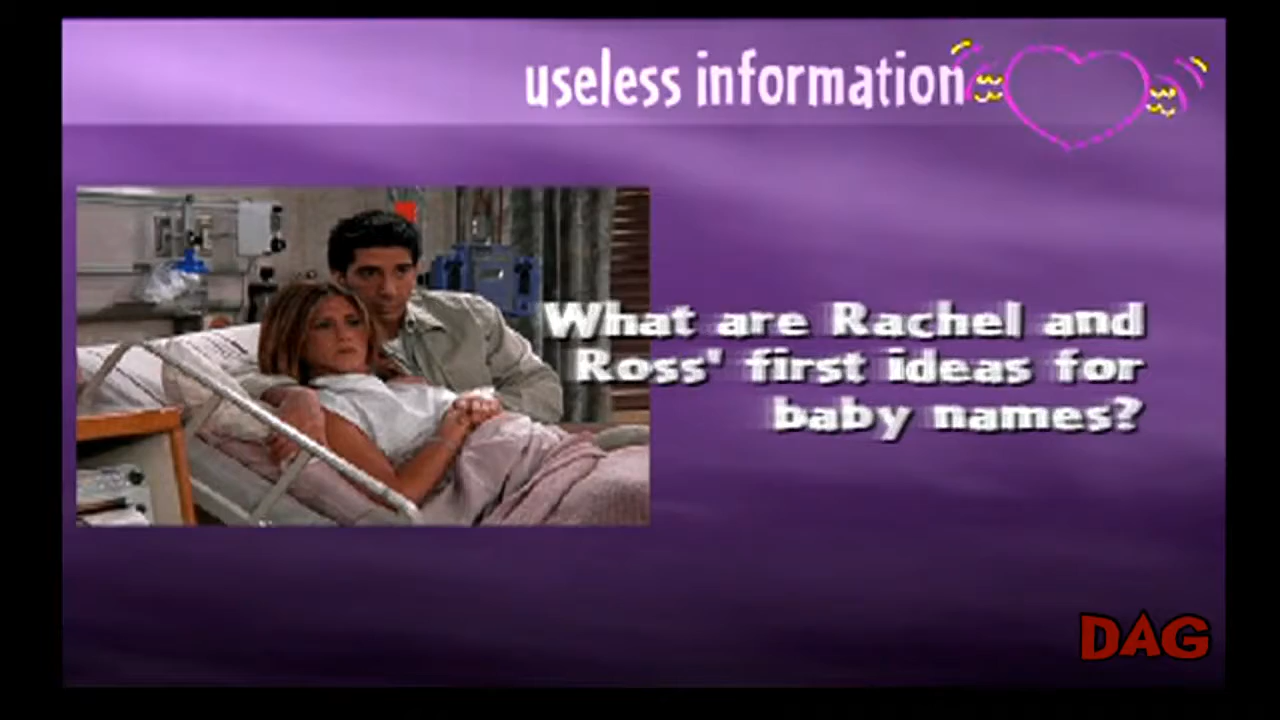 useless information
What are Rachel and
Ross' first ideas for
baby names?
DAG